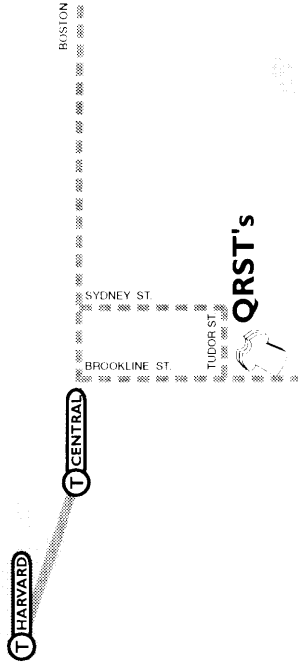 BOSTON
SYDNEY ST.
BROOKLINE ST.
TUDOR ST.
QRST's
T CENTRAL
T HARVARD